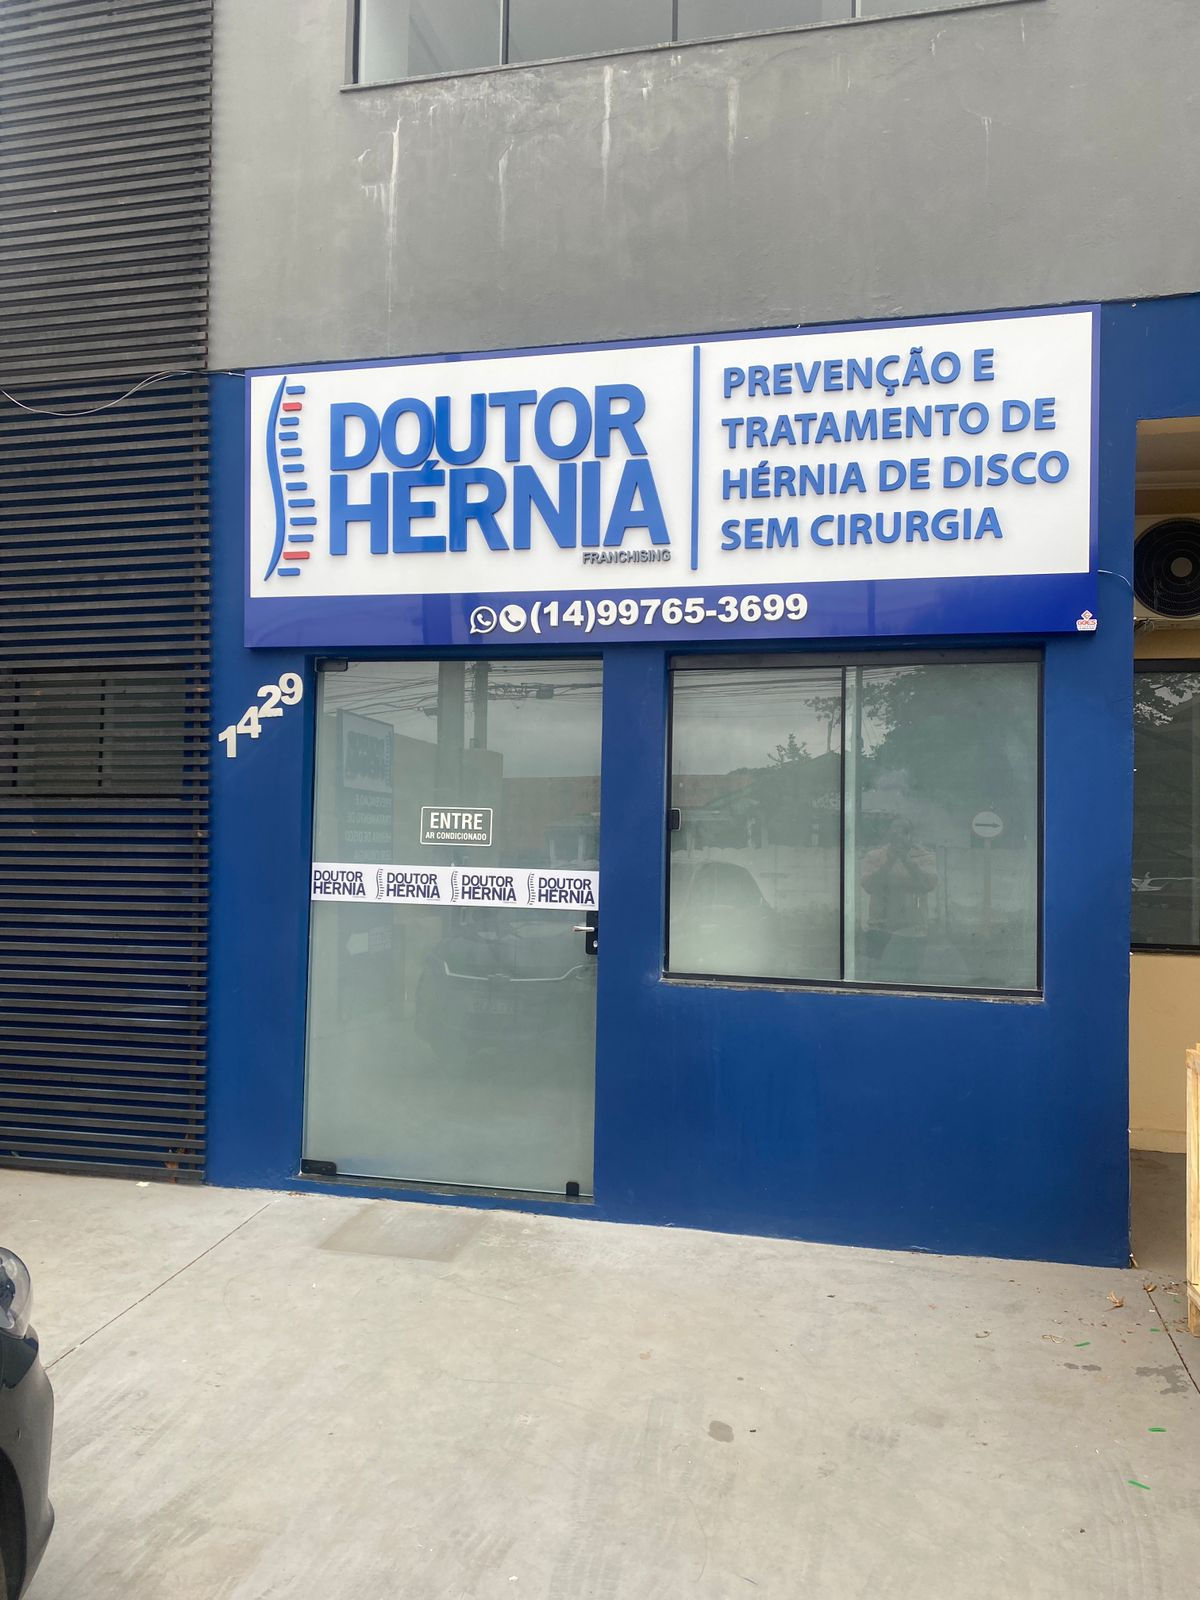 DOUTOR
HÉRNIA
FRANCHISING
PREVENÇÃO E
TRATAMENTO DE
HÉRNIA DE DISCO
SEM CIRURGIA
(14)99765-3699
GOES
1429
ENTRE
AR CONDICIONADO
DOUTOR HÉRNIA DOUTOR HÉRNIA DOUTOR HÉRNIA DOUTOR HÉRNIA